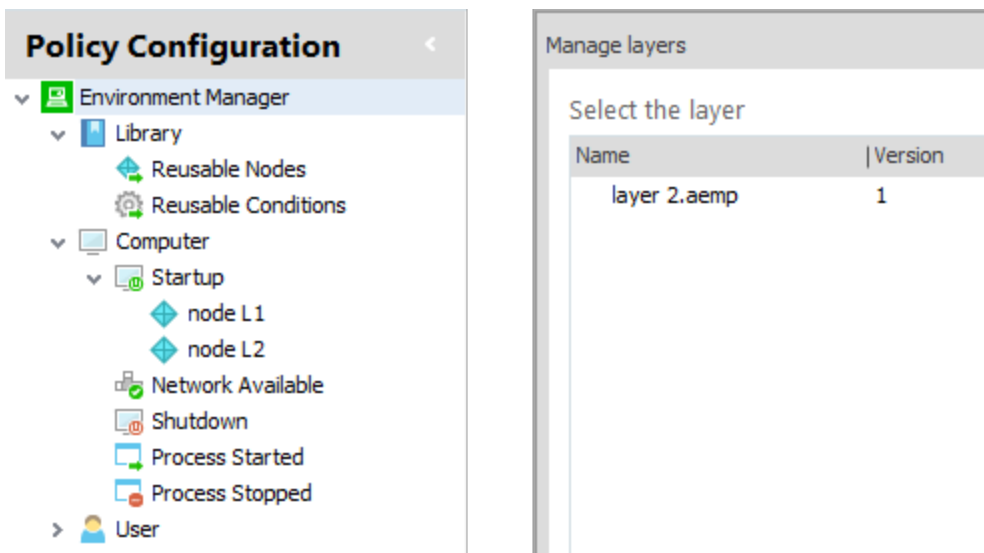 Policy Configuration
Environment Manager
Library
Reusable Nodes
Reusable Conditions
Computer
Startup
node L1
node L2
Network Available
Shutdown
Process Started
Process Stopped
User
Manage layers
Select the layer
Name Version
layer 2.aemp 1